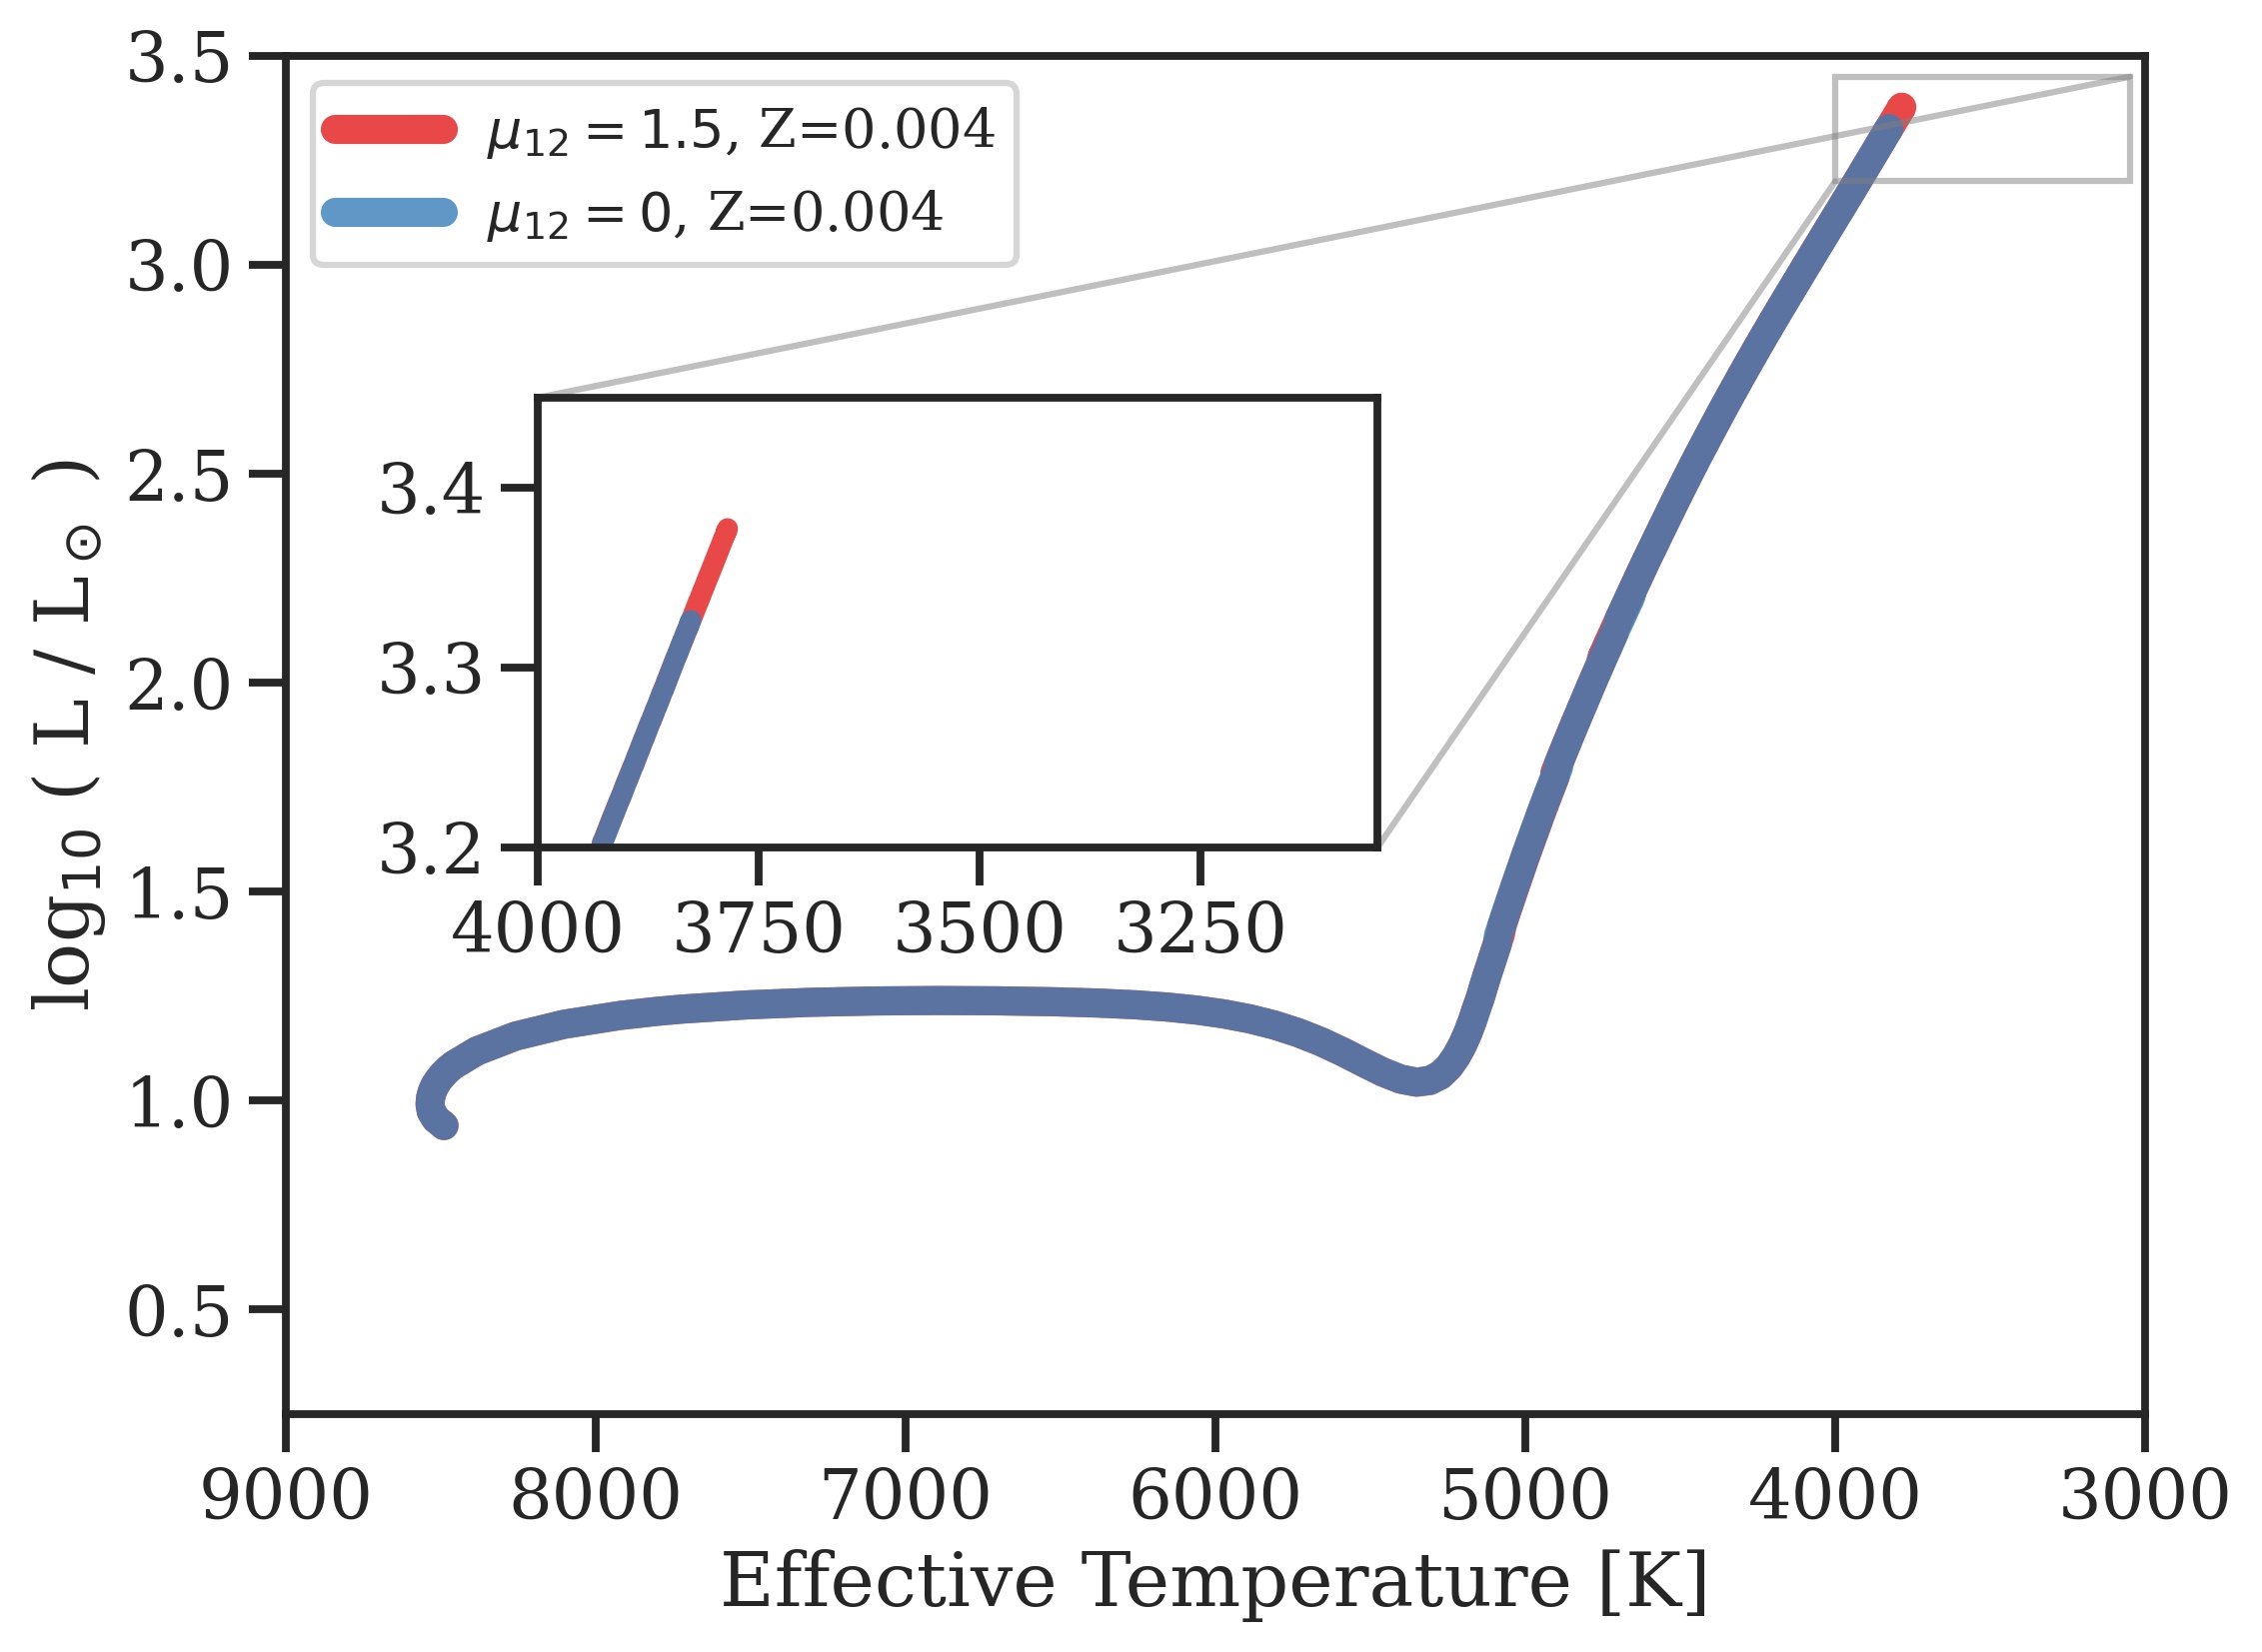 3.5
3.0
2.5
2.0
1.5
1.0
0.5
log₁₀ ( L / L⊙ )
μ₁₂ = 1.5, Z=0.004
μ₁₂ = 0, Z=0.004
3.4
3.3
3.2
4000 3750 3500 3250
9000 8000 7000 6000 5000 4000 3000
Effective Temperature [K]